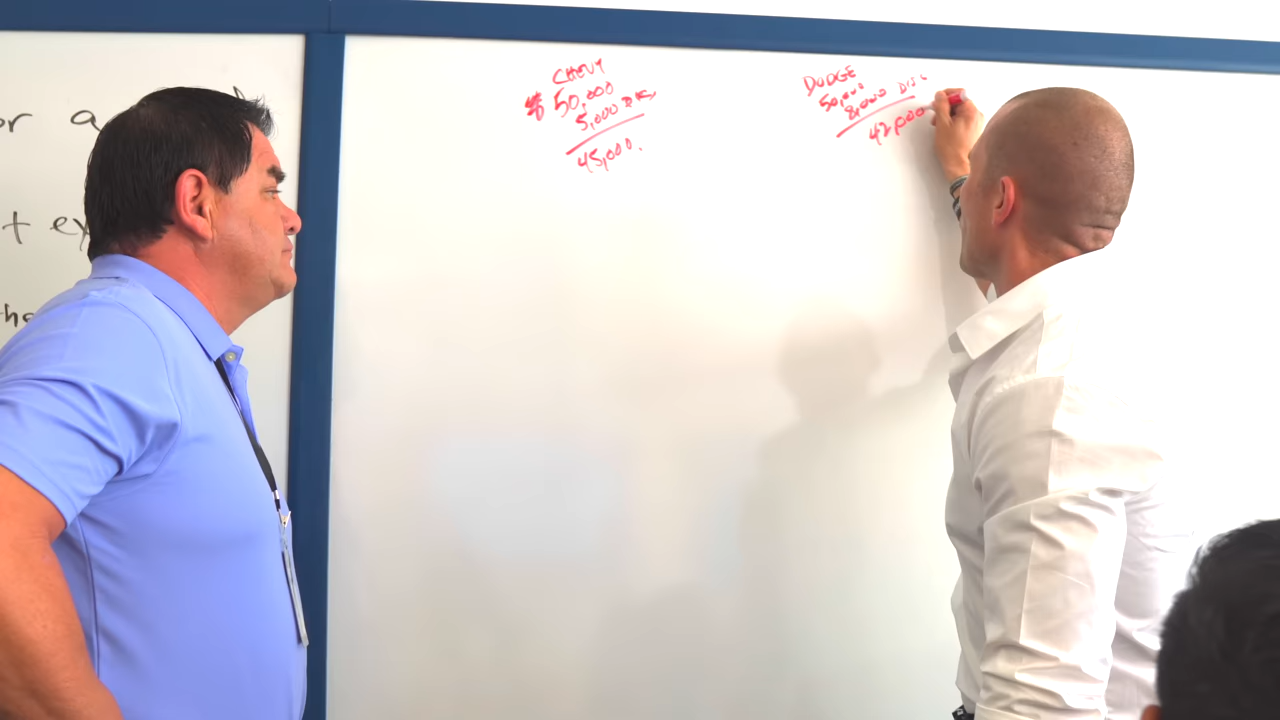 or a
t ex
the
CHEVY
$ 50,000
5,000
45,000.
DODGE
50,000
8,000 DISC
42,000